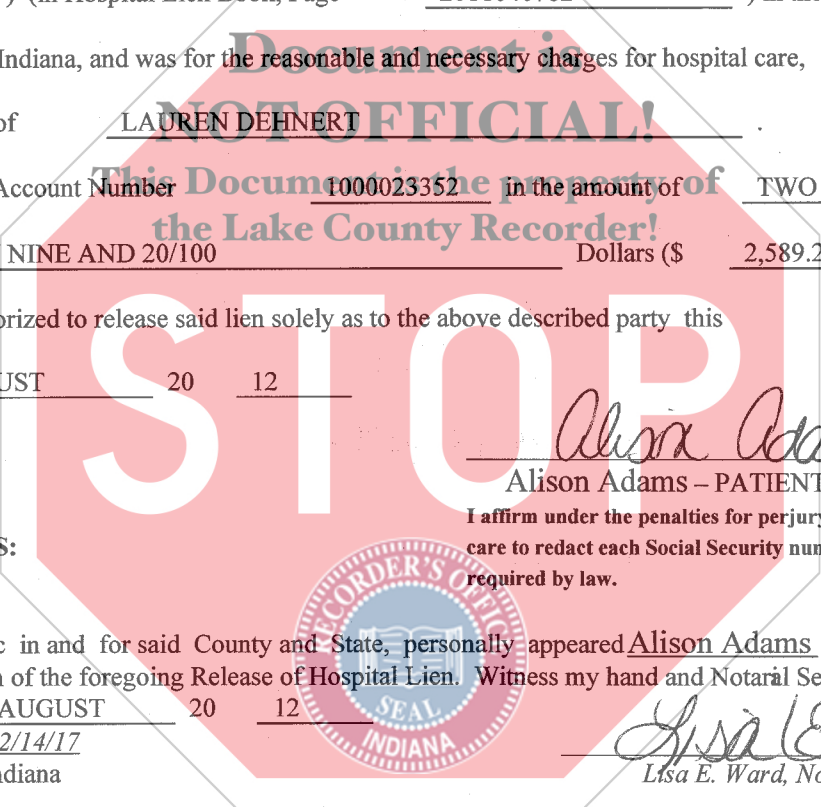 Indiana, and was for the reasonable and necessary charges for hospital care,
Document is
of LAUREN DEHNERT .
NOT OFFICIAL!
Account Number 1000023352 in the amount of TWO
This Document is the property of
the Lake County Recorder!
NINE AND 20/100 Dollars ($ 2,589.2
orized to release said lien solely as to the above described party this
UST 20 12
STOP
Alison Ada
Alison Adams – PATIENT
I affirm under the penalties for perjury
S:
care to redact each Social Security num
required by law.
RECORDER'S OFFICE
SEAL
INDIANA
c in and for said County and State, personally appeared Alison Adams
n of the foregoing Release of Hospital Lien. Witness my hand and Notarial Se
AUGUST 20 12
2/14/17
Lisa E
ndiana
Lisa E. Ward, No